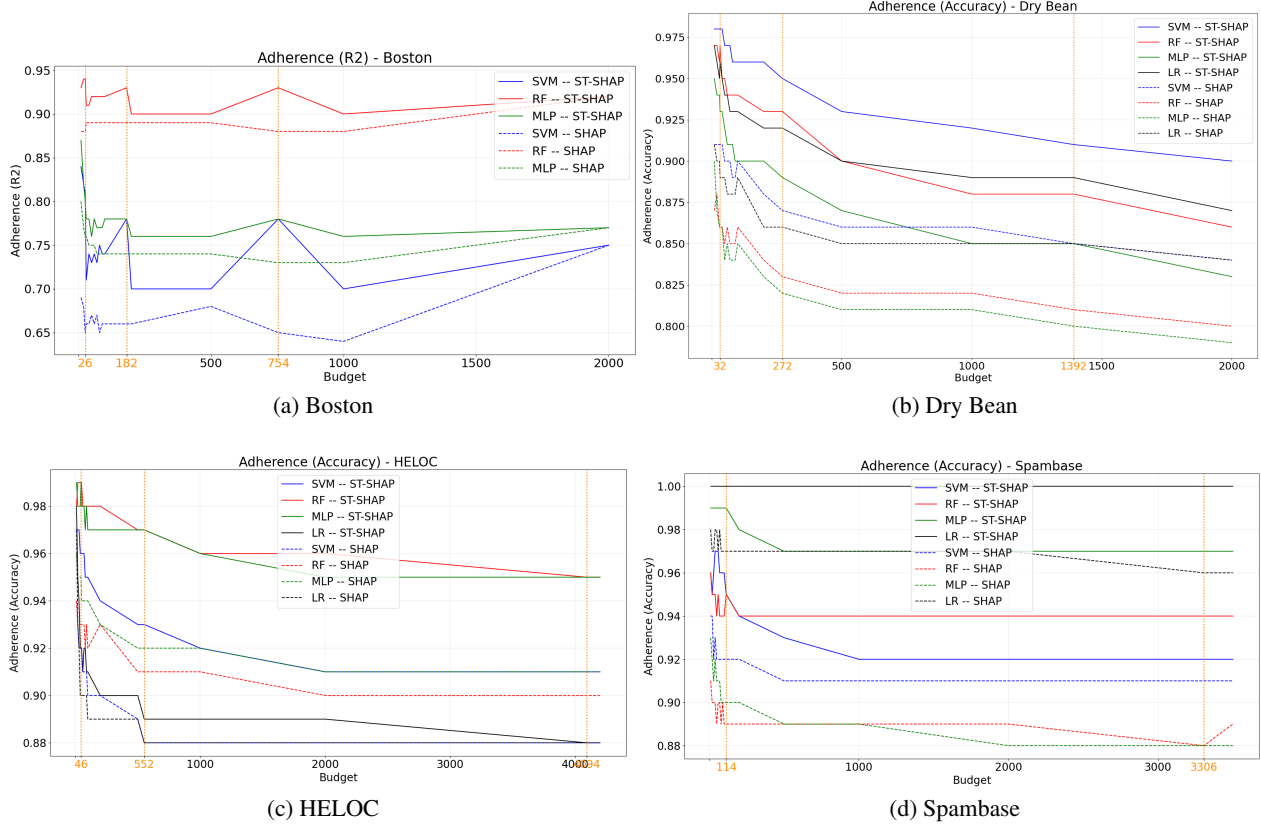 Adherence (R2) - Boston
0.95
0.90
0.85
0.80
0.75
0.70
0.65
Adherence (R2)
SVM -- ST-SHAP
RF -- ST-SHAP
MLP -- ST-SHAP
SVM -- SHAP
RF -- SHAP
MLP -- SHAP
26 182 500 754 1000 1500 2000
Budget
(a) Boston
Adherence (Accuracy) - Dry Bean
0.975
0.950
0.925
0.900
0.875
0.850
0.825
0.800
Adherence (Accuracy)
SVM -- ST-SHAP
RF -- ST-SHAP
MLP -- ST-SHAP
LR -- ST-SHAP
SVM -- SHAP
RF -- SHAP
MLP -- SHAP
LR -- SHAP
32 272 500 1000 1392 1500 2000
Budget
(b) Dry Bean
Adherence (Accuracy) - HELOC
0.98
0.96
0.94
0.92
0.90
0.88
Adherence (Accuracy)
SVM -- ST-SHAP
RF -- ST-SHAP
MLP -- ST-SHAP
LR -- ST-SHAP
SVM -- SHAP
RF -- SHAP
MLP -- SHAP
LR -- SHAP
46 552 1000 2000 3000 4000
Budget
(c) HELOC
Adherence (Accuracy) - Spambase
1.00
0.98
0.96
0.94
0.92
0.90
0.88
Adherence (Accuracy)
SVM -- ST-SHAP
RF -- ST-SHAP
MLP -- ST-SHAP
LR -- ST-SHAP
SVM -- SHAP
RF -- SHAP
MLP -- SHAP
LR -- SHAP
114 1000 2000 3000 3306
Budget
(d) Spambase